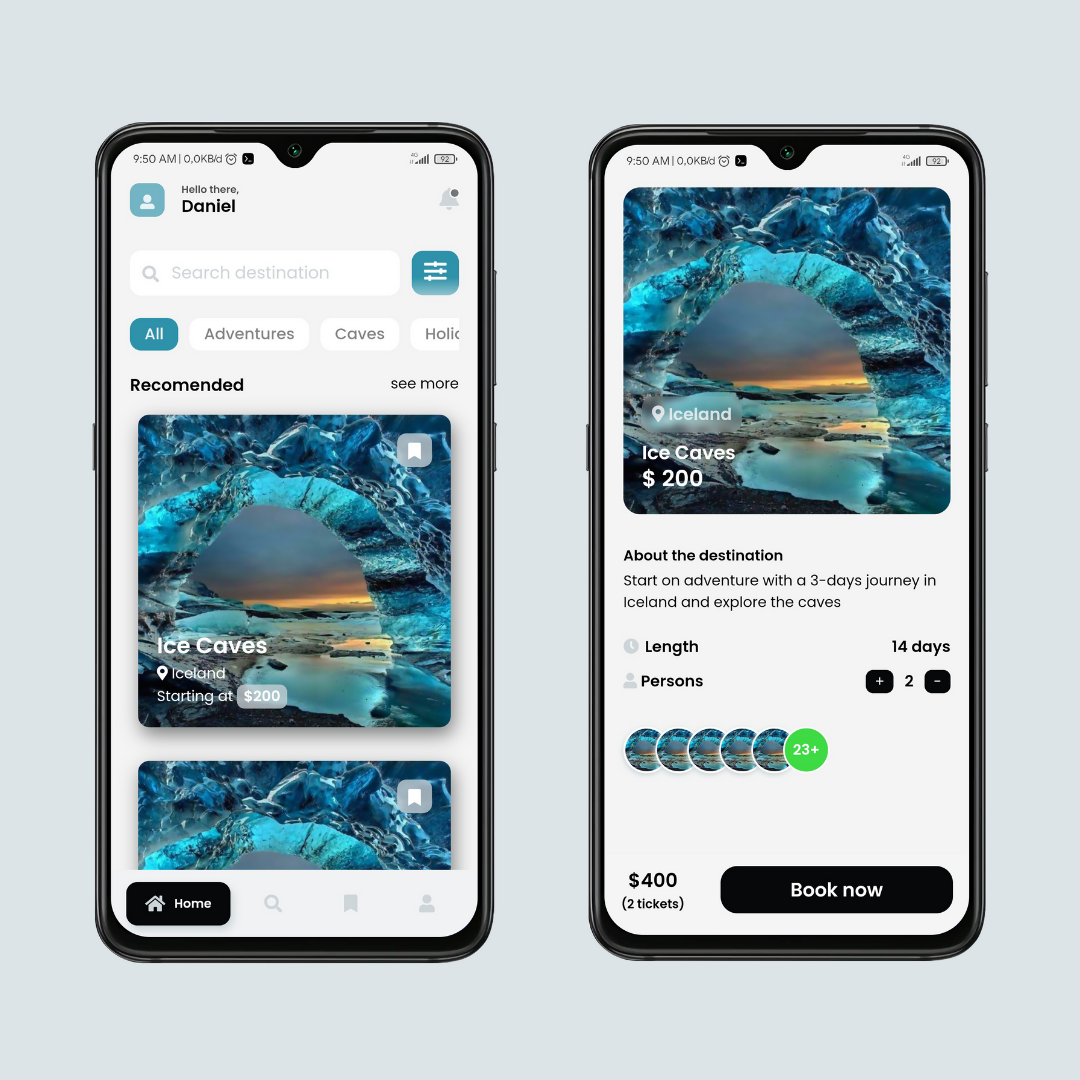 9:50 AM | 0,0KB/d
4G
92
Hello there,
Daniel
Search destination
All
Adventures
Caves
Holic
Recomended
see more
Ice Caves
Iceland
Starting at $200
Home
9:50 AM | 0,0KB/d
4G
92
Iceland
Ice Caves
$ 200
About the destination
Start on adventure with a 3-days journey in
Iceland and explore the caves
Length
14 days
Persons
+ 2 -
23+
$400
(2 tickets)
Book now